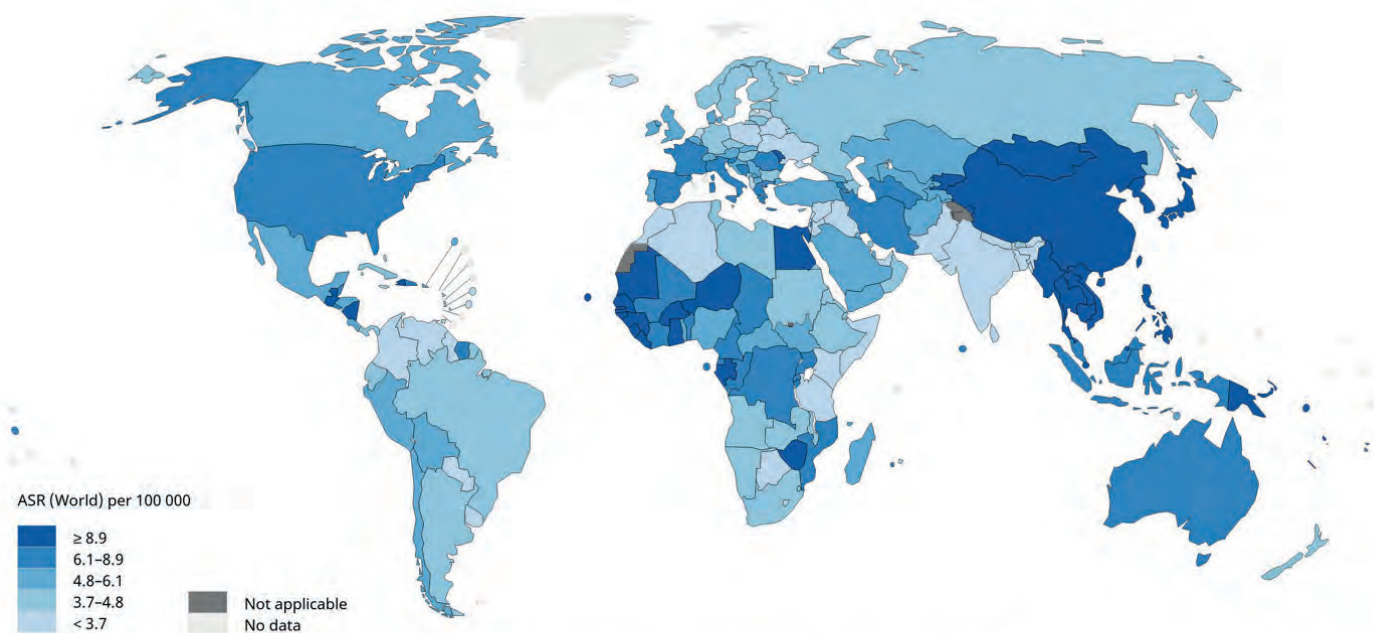 ASR (World) per 100 000
≥ 8.9
6.1–8.9
4.8–6.1
3.7–4.8
< 3.7
Not applicable
No data